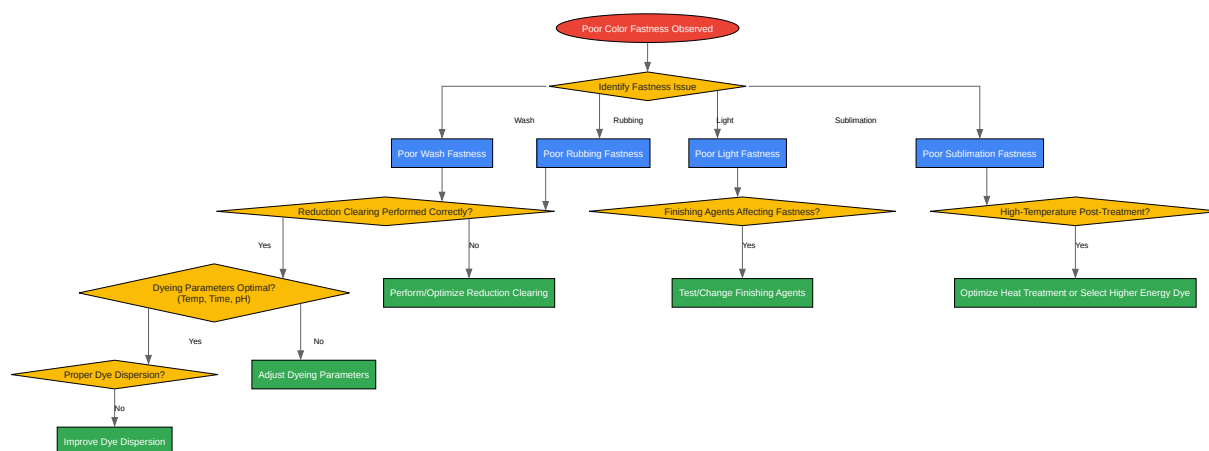 Poor Color Fastness Observed
Identify Fastness Issue
Wash
Rubbing
Light
Sublimation
Poor Wash Fastness
Poor Rubbing Fastness
Poor Light Fastness
Poor Sublimation Fastness
Reduction Clearing Performed Correctly?
Finishing Agents Affecting Fastness?
High-Temperature Post-Treatment?
Yes
No
Yes
Yes
Dyeing Parameters Optimal?
(Temp, Time, pH)
Perform/Optimize Reduction Clearing
Test/Change Finishing Agents
Optimize Heat Treatment or Select Higher Energy Dye
Yes
No
Proper Dye Dispersion?
Adjust Dyeing Parameters
No
Improve Dye Dispersion